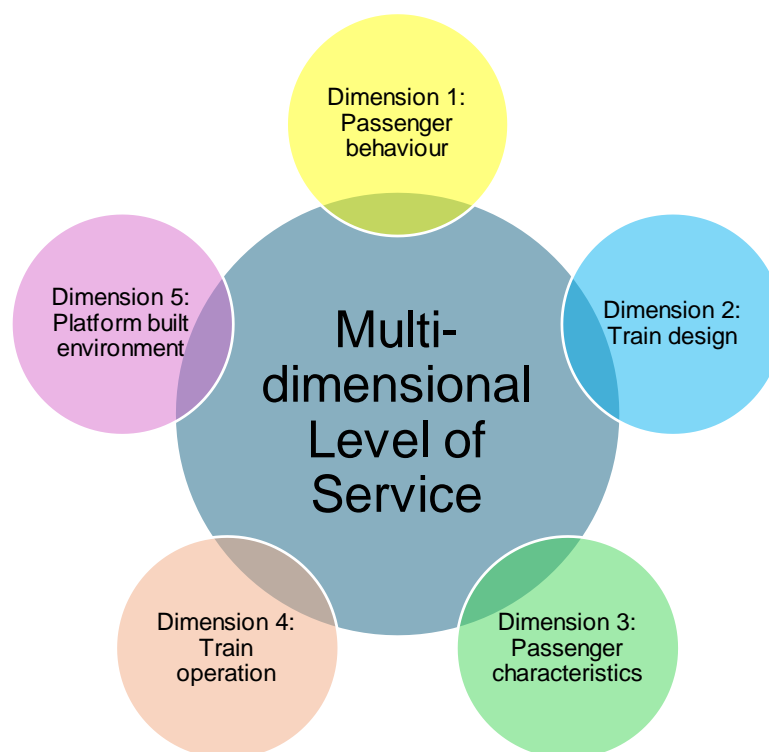 Dimension 1:
Passenger
behaviour
Dimension 2:
Train design
Dimension 3:
Passenger
characteristics
Dimension 4:
Train
operation
Dimension 5:
Platform built
environment
Multi-
dimensional
Level of
Service